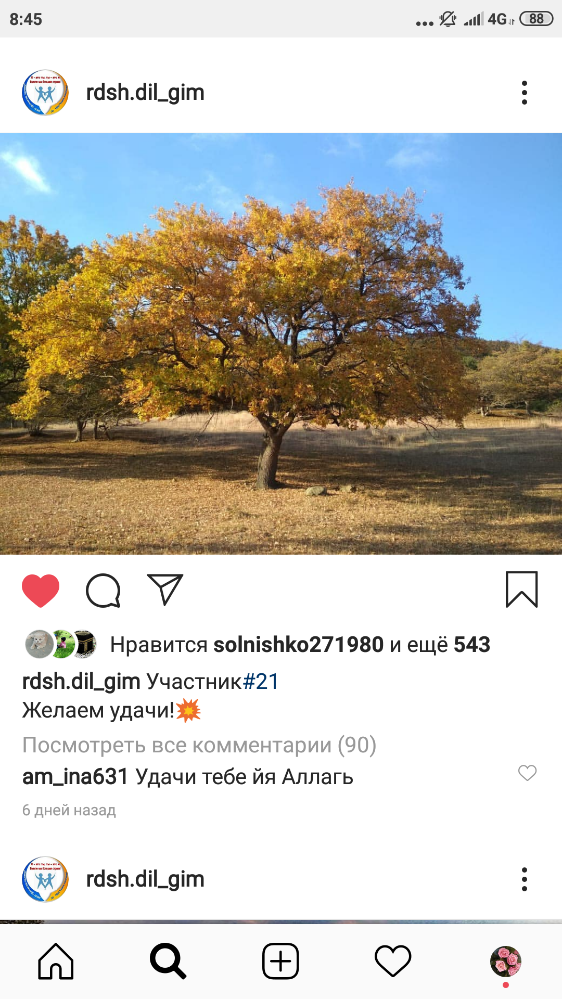 8:45
4G
88
rdsh.dil_gim
Нравится solnishko271980 и ещё 543
rdsh.dil_gim Участник#21
Желаем удачи!💥
Посмотреть все комментарии (90)
am_ina631 Удачи тебе йя Аллагь
6 дней назад
rdsh.dil_gim